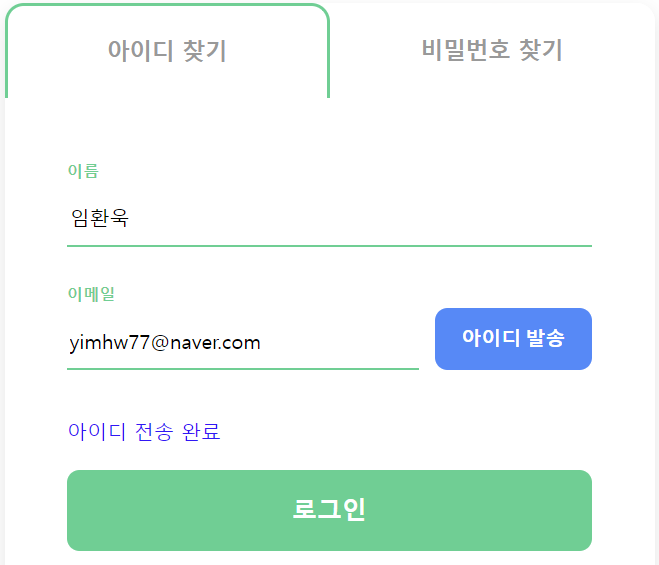 아이디 찾기
비밀번호 찾기
이름
임환욱
이메일
yimhw77@naver.com
아이디 발송
아이디 전송 완료
로그인